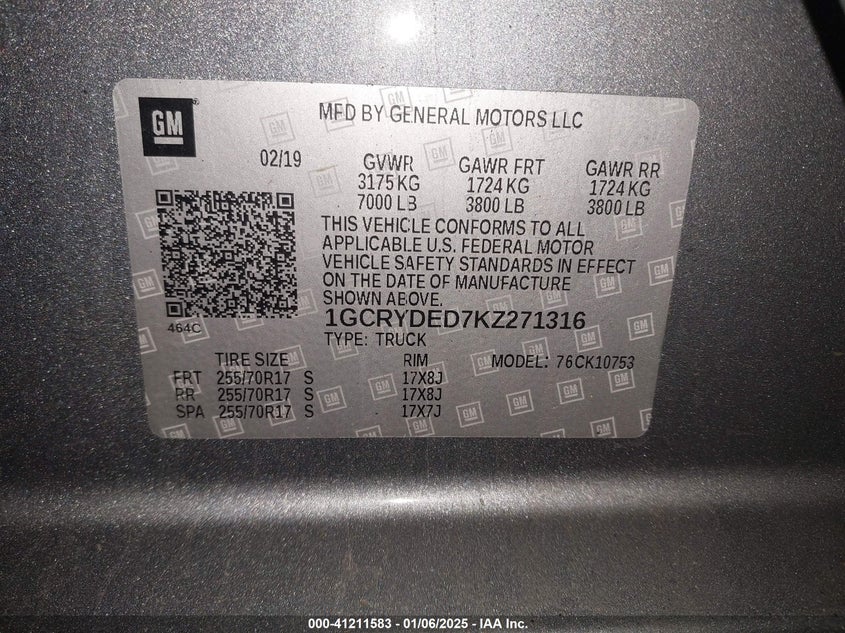 GM
MFD BY GENERAL MOTORS LLC
02/19 GVWR GAWR FRT GAWR RR
3175 KG 1724 KG 1724 KG
7000 LB 3800 LB 3800 LB
THIS VEHICLE CONFORMS TO ALL
APPLICABLE U.S. FEDERAL MOTOR
VEHICLE SAFETY STANDARDS IN EFFECT
ON THE DATE OF MANUFACTURE
SHOWN ABOVE.
464C
1GCRYDED7KZ271316
TYPE: TRUCK
TIRE SIZE RIM MODEL: 76CK10753
FRT 255/70R17 S 17X8J
RR 255/70R17 S 17X8J
SPA 255/70R17 S 17X7J
000-41211583 - 01/06/2025 - IAA Inc.